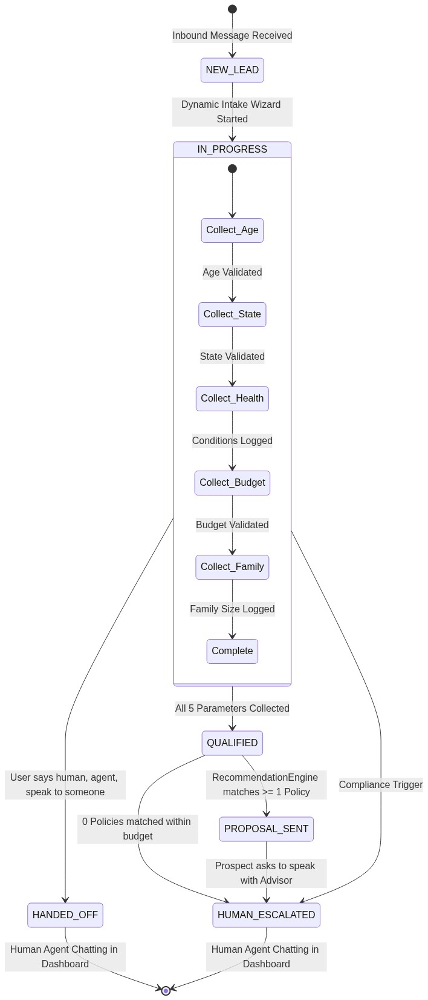 Inbound Message Received
NEW_LEAD
Dynamic Intake Wizard
Started
IN_PROGRESS
Collect_Age
Age Validated
Collect_State
State Validated
Collect_Health
Conditions Logged
Collect_Budget
Budget Validated
Collect_Family
Family Size Logged
Complete
All 5 Parameters Collected
QUALIFIED
User says human, agent,
speak to someone
RecommendationEngine
matches >= 1 Policy
Compliance Trigger
0 Policies matched within
budget
PROPOSAL_SENT
Prospect asks to speak
with Advisor
HANDED_OFF
HUMAN_ESCALATED
Human Agent Chatting in
Dashboard
Human Agent Chatting in
Dashboard